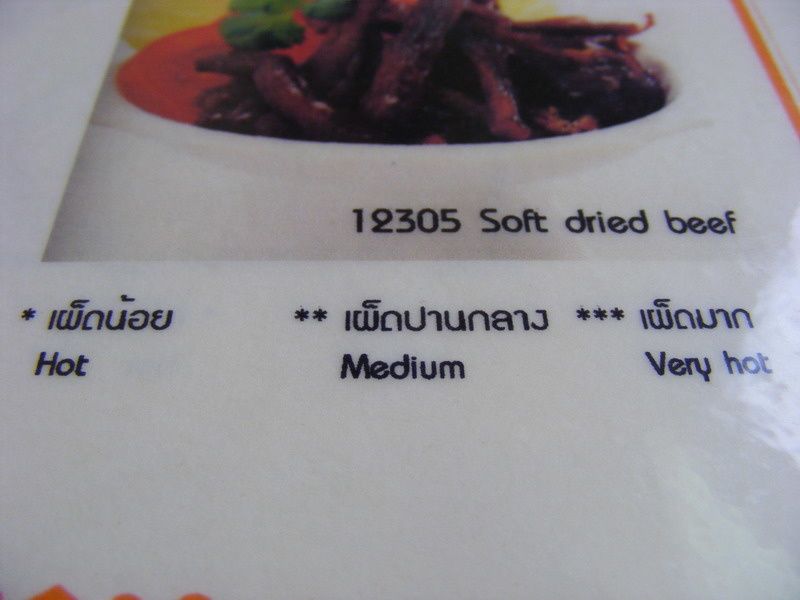 12305 Soft dried beef
* เผ็ดน้อย ** เผ็ดปานกลาง *** เผ็ดมาก
Hot Medium Very hot